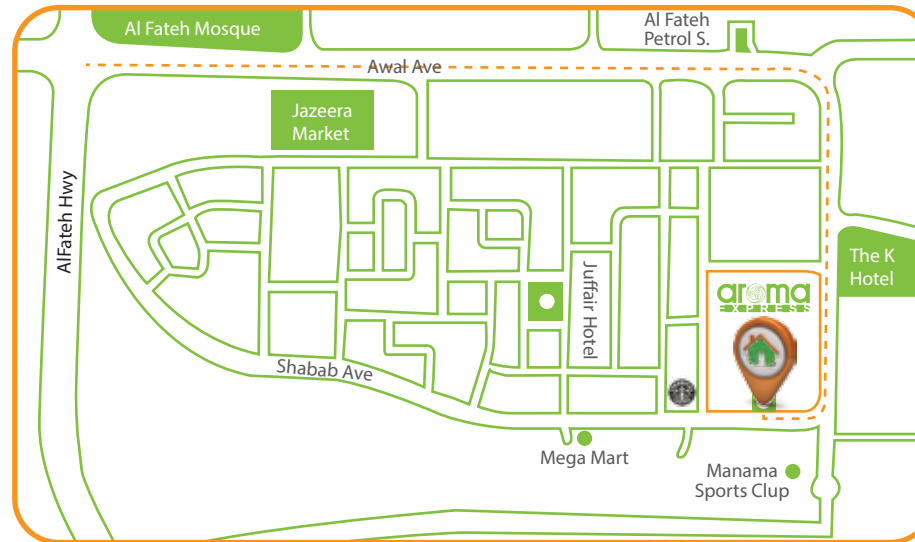 Al Fateh Mosque
Al Fateh
Petrol S.
Awal Ave
Jazeera
Market
AlFateh Hwy
The K
Hotel
Juffair Hotel
aroma
EXPRESS
Shabab Ave
Mega Mart
Manama
Sports Clup